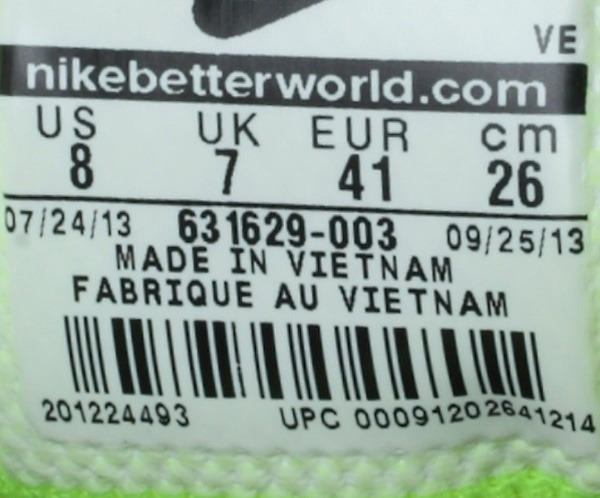 VE
nikebetterworld.com
US UK EUR cm
8 7 41 26
07/24/13 631629-003 09/25/13
MADE IN VIETNAM
FABRIQUE AU VIETNAM
201224493 UPC 00091202641214